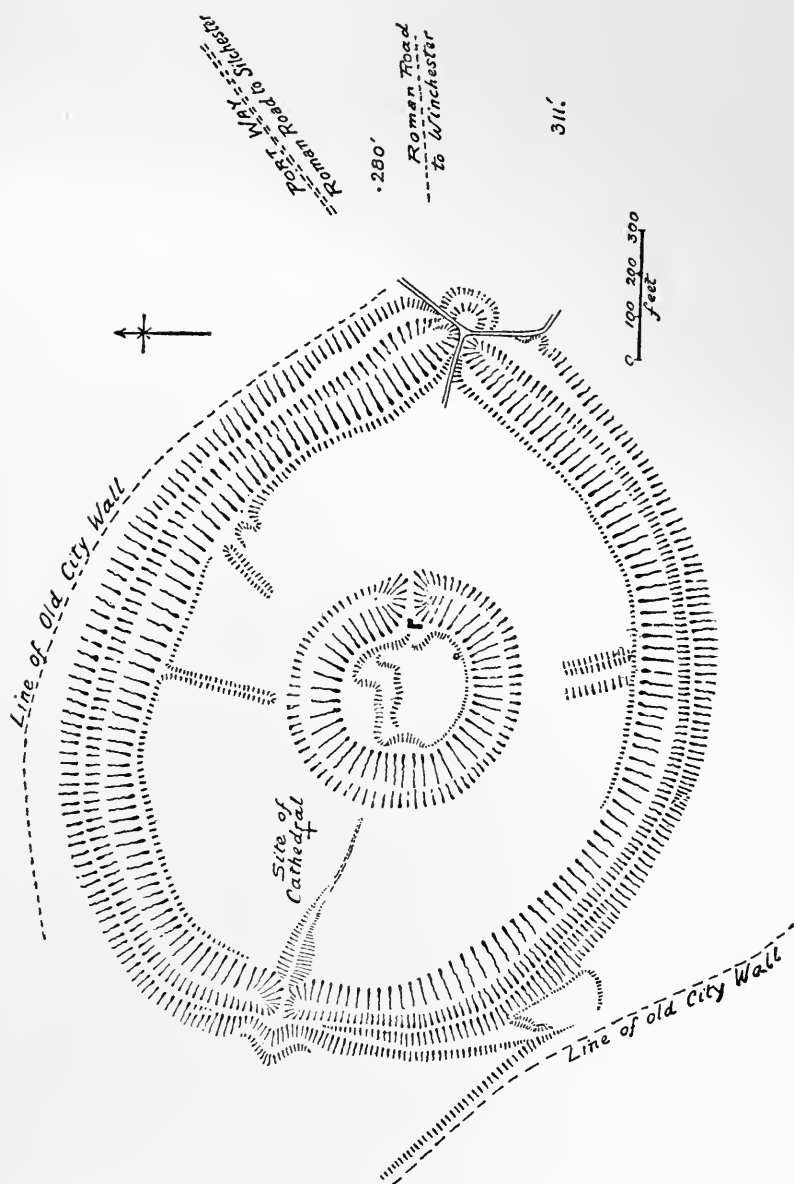 PORT WAY
Roman Road to Silchester
.280'
Roman Road
to Winchester
311'.
0 100 200 300
feet
Line of Old City Wall
Site of
Cathedral
Line of Old City Wall